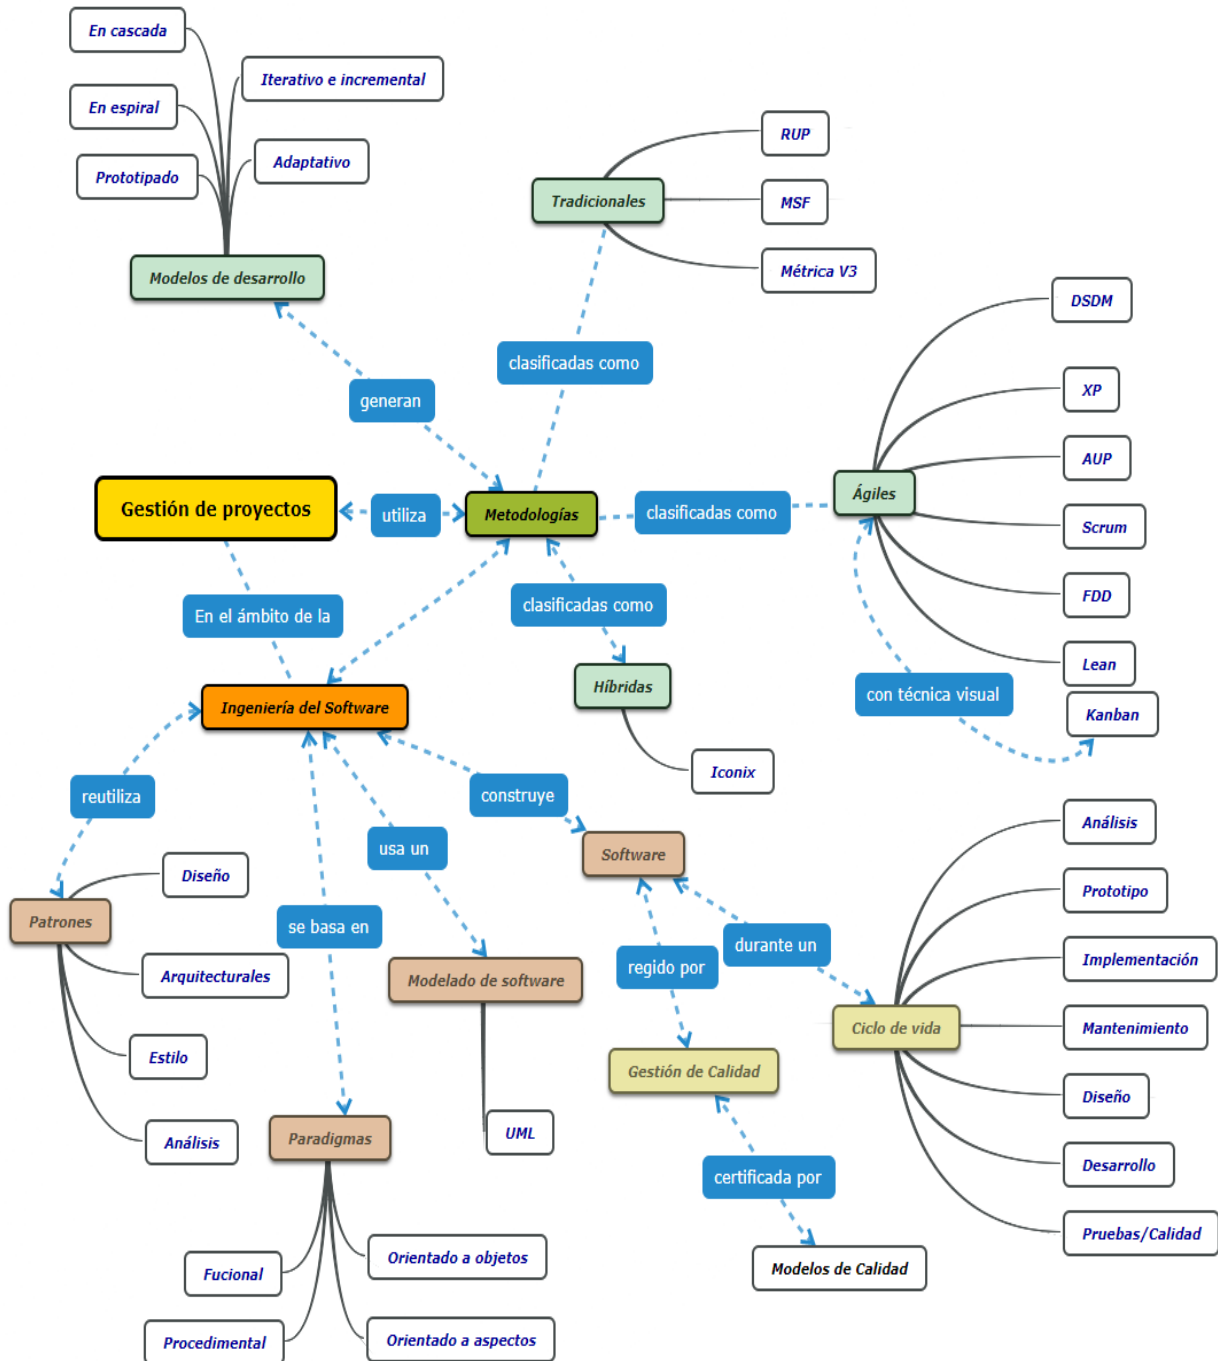 En cascada
Iterativo e incremental
En espiral
Adaptativo
Prototipado
Modelos de desarrollo
RUP
Tradicionales
MSF
Métrica V3
clasificadas como
generan
DSDM
XP
AUP
Ágiles
Scrum
FDD
Lean
Kanban
con técnica visual
Gestión de proyectos
utiliza
Metodologías
clasificadas como
clasificadas como
Híbridas
Iconix
En el ámbito de la
Ingeniería del Software
reutiliza
construye
usa un
se basa en
Patrones
Diseño
Arquitecturales
Estilo
Análisis
Paradigmas
Fucional
Procedimental
Orientado a objetos
Orientado a aspectos
Modelado de software
UML
Software
regido por
durante un
Gestión de Calidad
certificada por
Modelos de Calidad
Ciclo de vida
Análisis
Prototipo
Implementación
Mantenimiento
Diseño
Desarrollo
Pruebas/Calidad